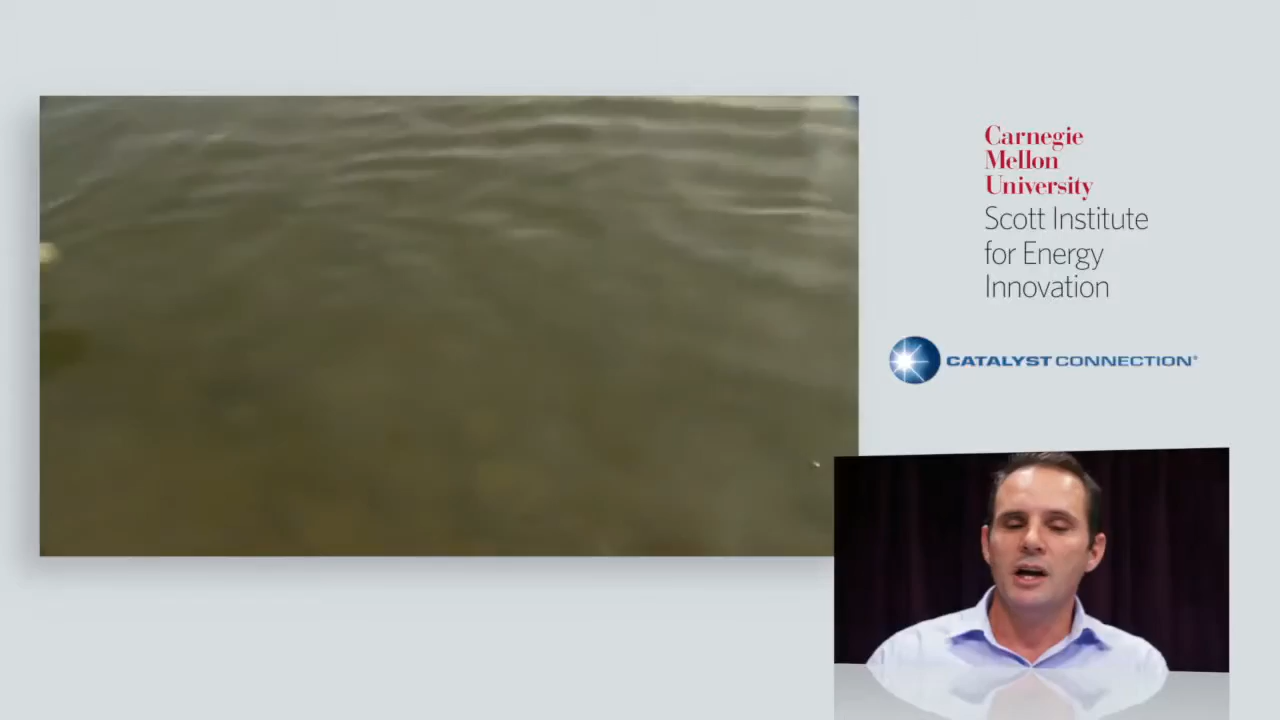 Carnegie
Mellon
University
Scott Institute
for Energy
Innovation
CATALYST CONNECTION®